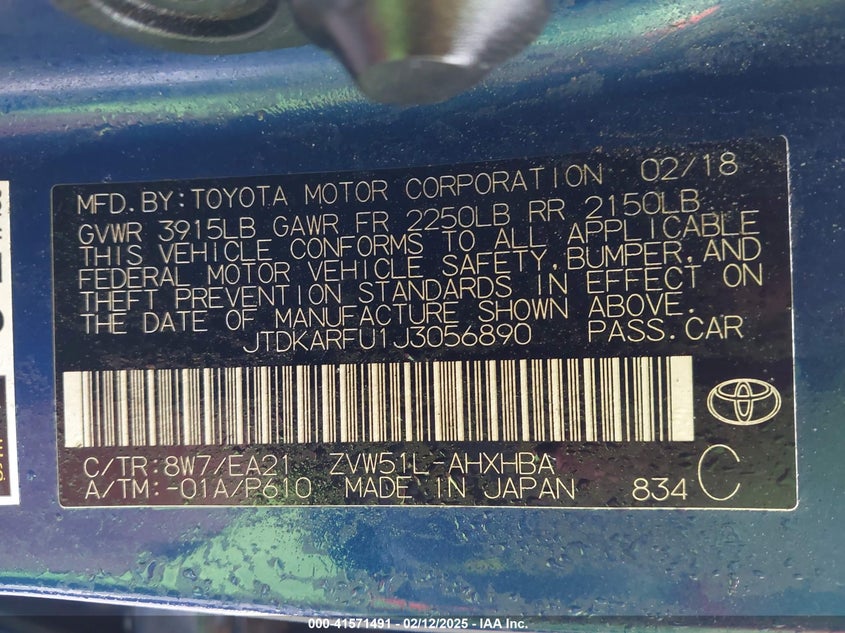 MFD.BY:TOYOTA MOTOR CORPORATION 02/18
GVWR 3915LB GAWR FR 2250LB RR 2150LB
THIS VEHICLE CONFORMS TO ALL APPLICABLE
FEDERAL MOTOR VEHICLE SAFETY,BUMPER,AND
THEFT PREVENTION STANDARDS IN EFFECT ON
THE DATE OF MANUFACTURE SHOWN ABOVE.
JTDKARFU1J3056890 PASS.CAR
C/TR:8W7/EA21 ZVW51L-AHXHBA
A/TM:-01A/P610 MADE IN JAPAN 834 C
000-41571491 - 02/12/2025 - IAA Inc.